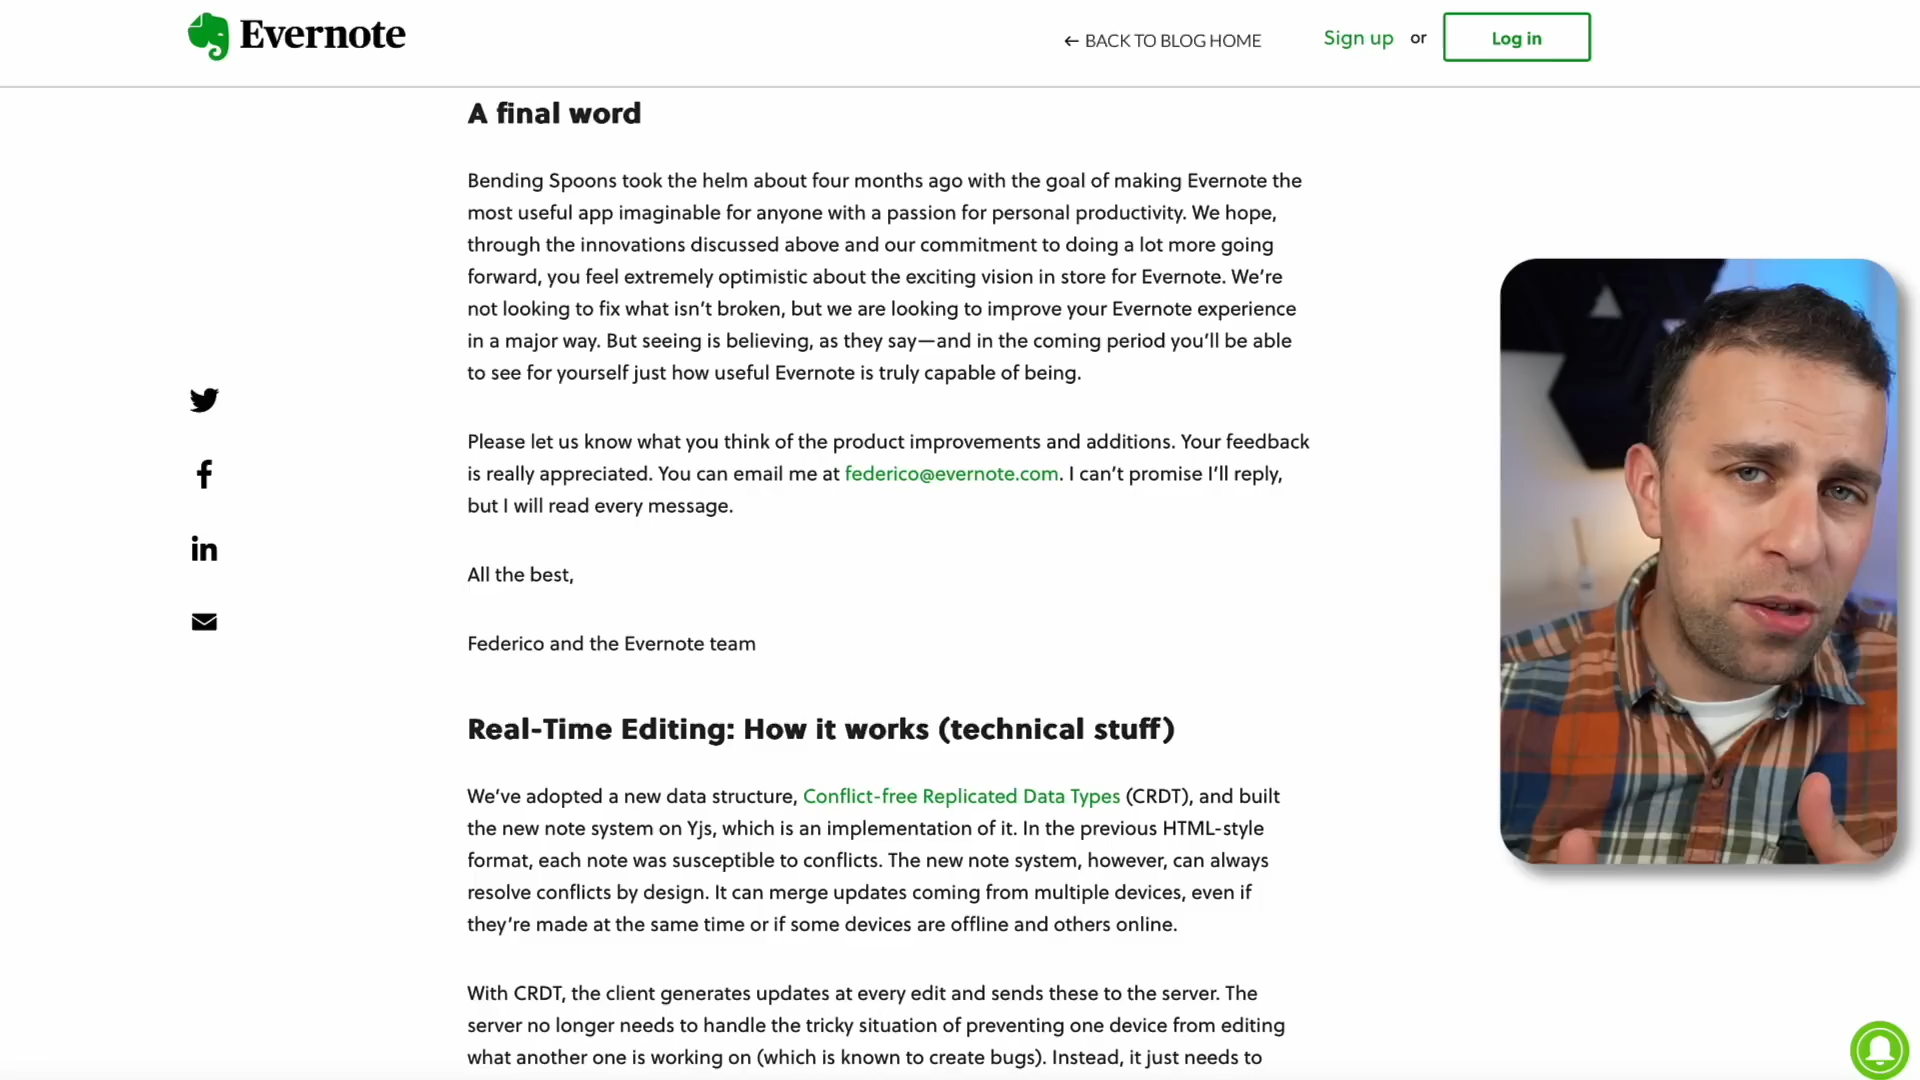 Evernote
← BACK TO BLOG HOME
Sign up or Log in
A final word
Bending Spoons took the helm about four months ago with the goal of making Evernote the
most useful app imaginable for anyone with a passion for personal productivity. We hope,
through the innovations discussed above and our commitment to doing a lot more going
forward, you feel extremely optimistic about the exciting vision in store for Evernote. We’re
not looking to fix what isn’t broken, but we are looking to improve your Evernote experience
in a major way. But seeing is believing, as they say—and in the coming period you’ll be able
to see for yourself just how useful Evernote is truly capable of being.
Please let us know what you think of the product improvements and additions. Your feedback
is really appreciated. You can email me at federico@evernote.com. I can’t promise I’ll reply,
but I will read every message.
All the best,
Federico and the Evernote team
Real-Time Editing: How it works (technical stuff)
We’ve adopted a new data structure, Conflict-free Replicated Data Types (CRDT), and built
the new note system on Yjs, which is an implementation of it. In the previous HTML-style
format, each note was susceptible to conflicts. The new note system, however, can always
resolve conflicts by design. It can merge updates coming from multiple devices, even if
they’re made at the same time or if some devices are offline and others online.
With CRDT, the client generates updates at every edit and sends these to the server. The
server no longer needs to handle the tricky situation of preventing one device from editing
what another one is working on (which is known to create bugs). Instead, it just needs to